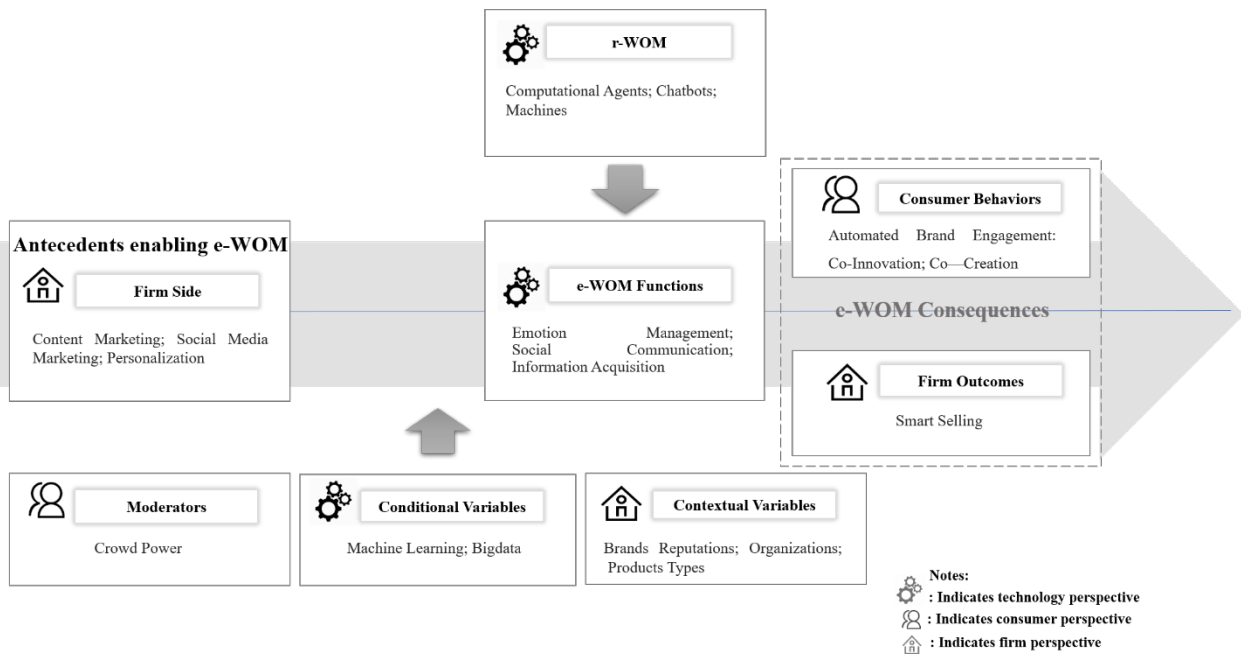 r-WOM
Computational Agents; Chatbots;
Machines
Antecedents enabling e-WOM
Firm Side
Content Marketing; Social Media
Marketing; Personalization
e-WOM Functions
Emotion Management;
Social Communication;
Information Acquisition
Consumer Behaviors
Automated Brand Engagement:
Co-Innovation; Co—Creation
e-WOM Consequences
Firm Outcomes
Smart Selling
Moderators
Crowd Power
Conditional Variables
Machine Learning; Bigdata
Contextual Variables
Brands Reputations; Organizations;
Products Types
Notes:
: Indicates technology perspective
: Indicates consumer perspective
: Indicates firm perspective